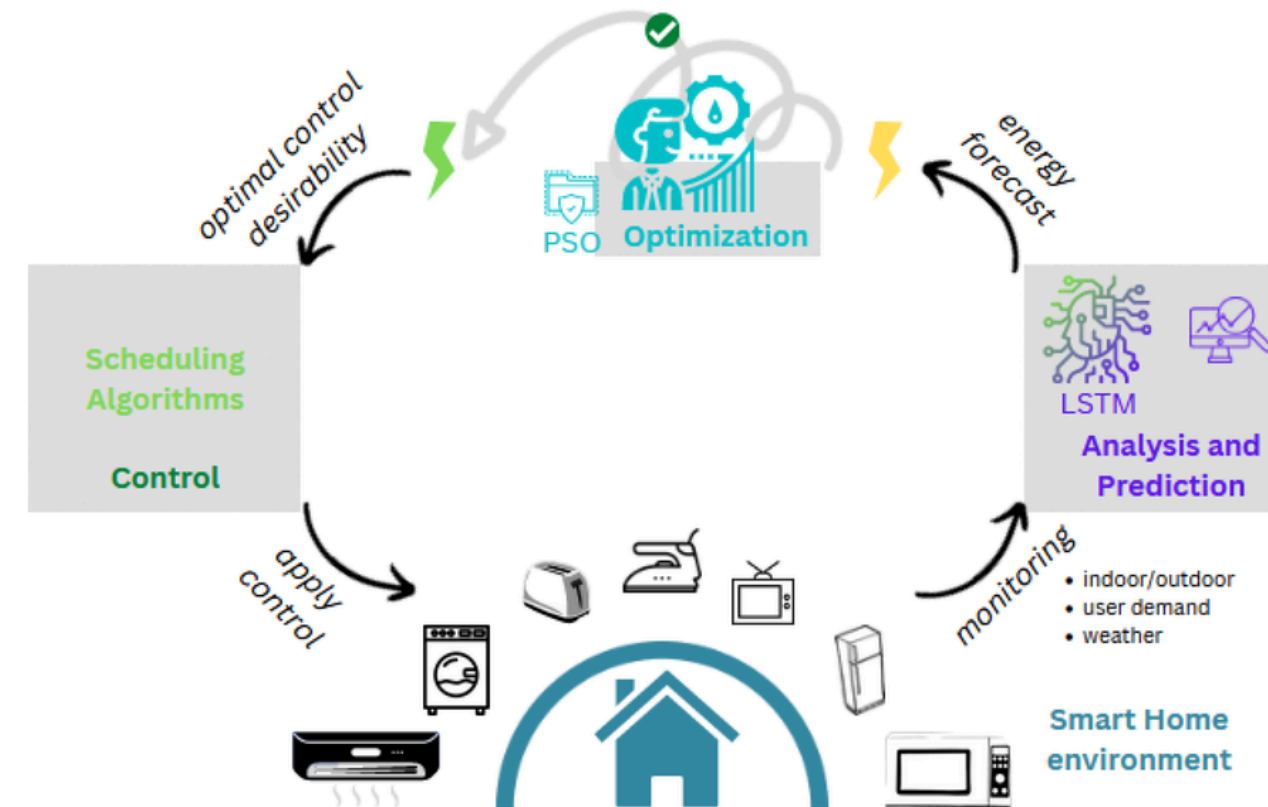 optimal control
desirability
energy
forecast
PSO
Optimization
Scheduling
Algorithms
Control
LSTM
Analysis and
Prediction
apply
control
monitoring
• indoor/outdoor
• user demand
• weather
Smart Home
environment